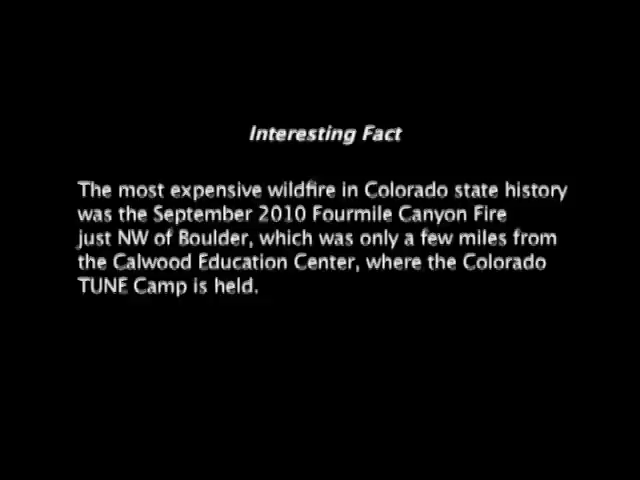 Interesting Fact
The most expensive wildfire in Colorado state history
was the September 2010 Fourmile Canyon Fire
just NW of Boulder, which was only a few miles from
the Calwood Education Center, where the Colorado
TUNE Camp is held.